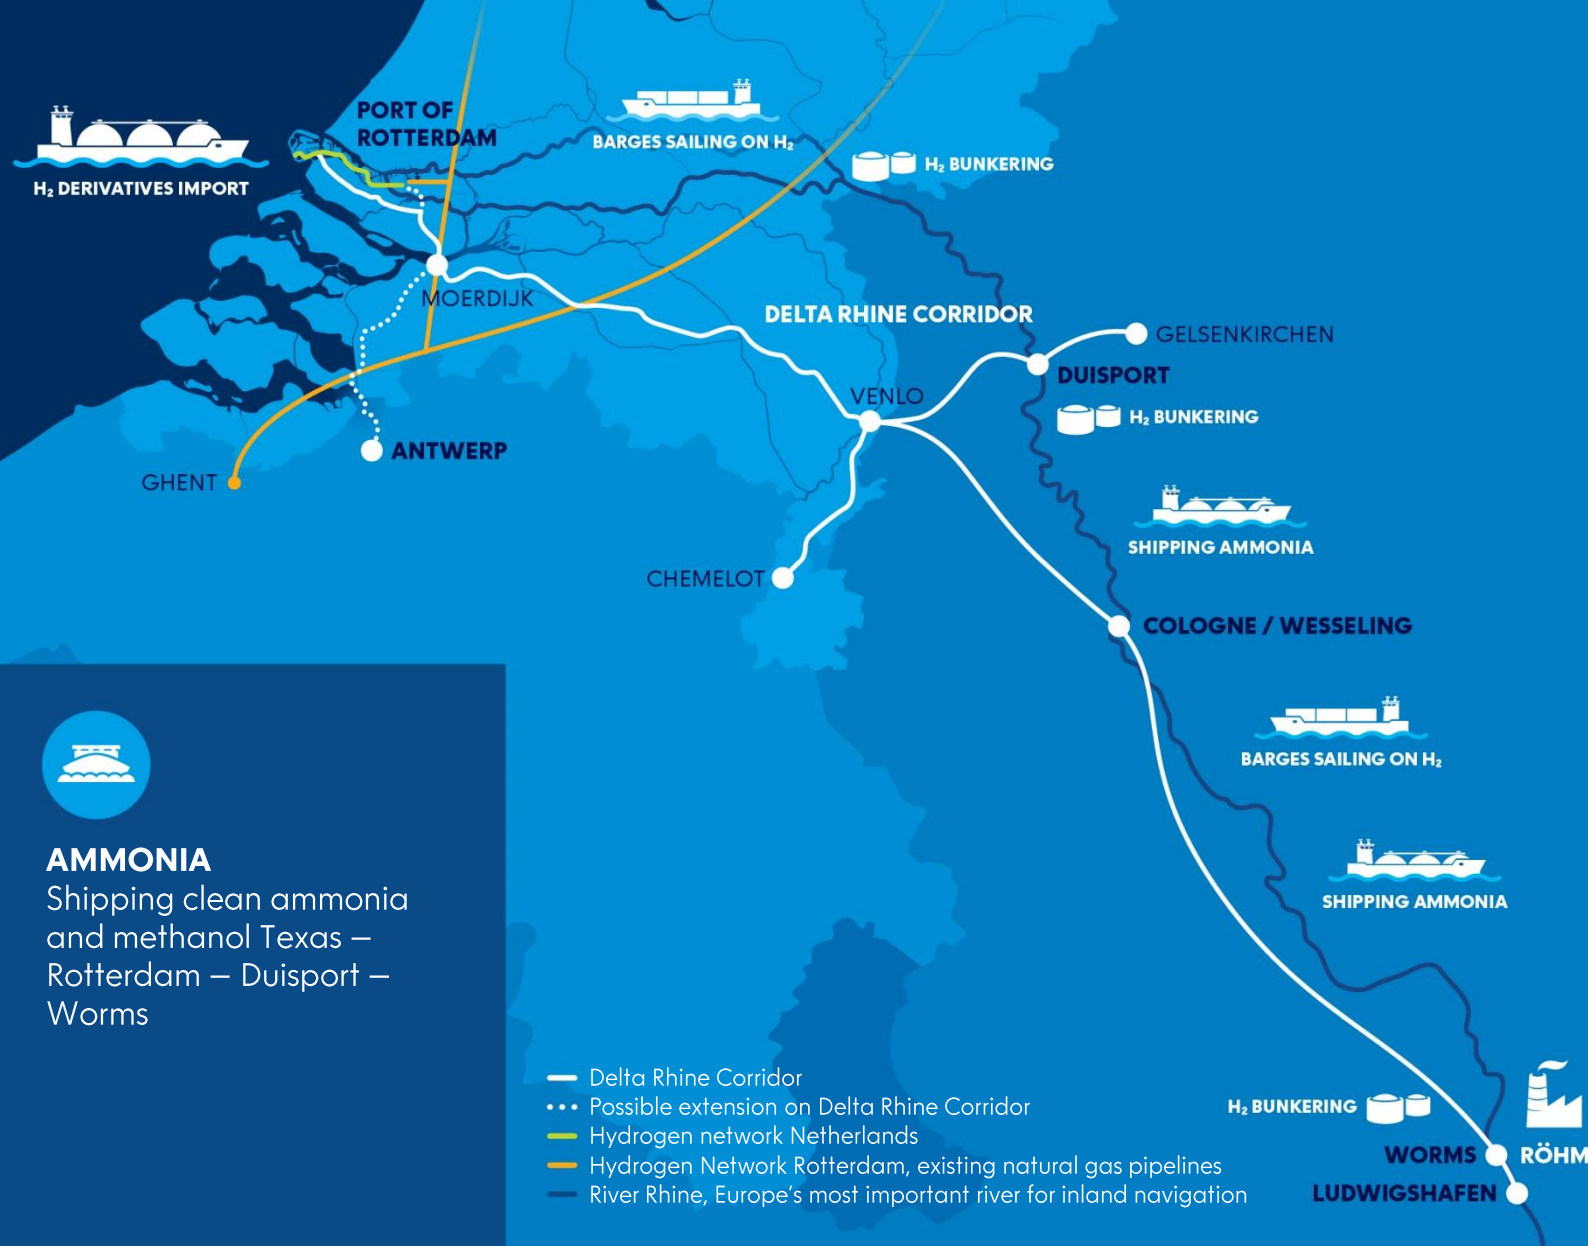 PORT OF
ROTTERDAM
BARGES SAILING ON H₂
H₂ BUNKERING
H₂ DERIVATIVES IMPORT
MOERDIJK
DELTA RHINE CORRIDOR
GELSENKIRCHEN
DUISPORT
VENLO
H₂ BUNKERING
ANTWERP
GHENT
SHIPPING AMMONIA
CHEMELOT
COLOGNE / WESSELING
BARGES SAILING ON H₂
AMMONIA
Shipping clean ammonia
and methanol Texas –
Rotterdam – Duisport –
Worms
SHIPPING AMMONIA
Delta Rhine Corridor
Possible extension on Delta Rhine Corridor
Hydrogen network Netherlands
Hydrogen Network Rotterdam, existing natural gas pipelines
River Rhine, Europe's most important river for inland navigation
H₂ BUNKERING
WORMS
RÖHM
LUDWIGSHAFEN